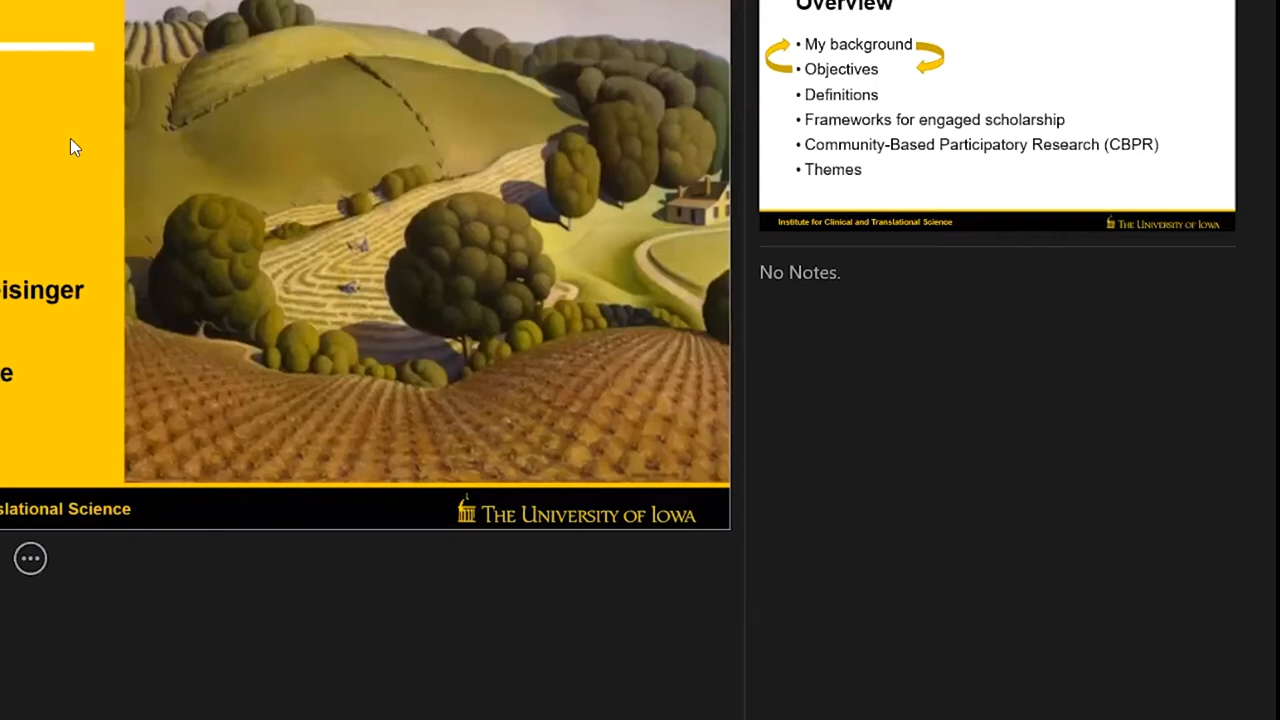 isinger
e
slational Science
THE UNIVERSITY OF IOWA
Overview
• My background
• Objectives
• Definitions
• Frameworks for engaged scholarship
• Community-Based Participatory Research (CBPR)
• Themes
Institute for Clinical and Translational Science
THE UNIVERSITY OF IOWA
No Notes.